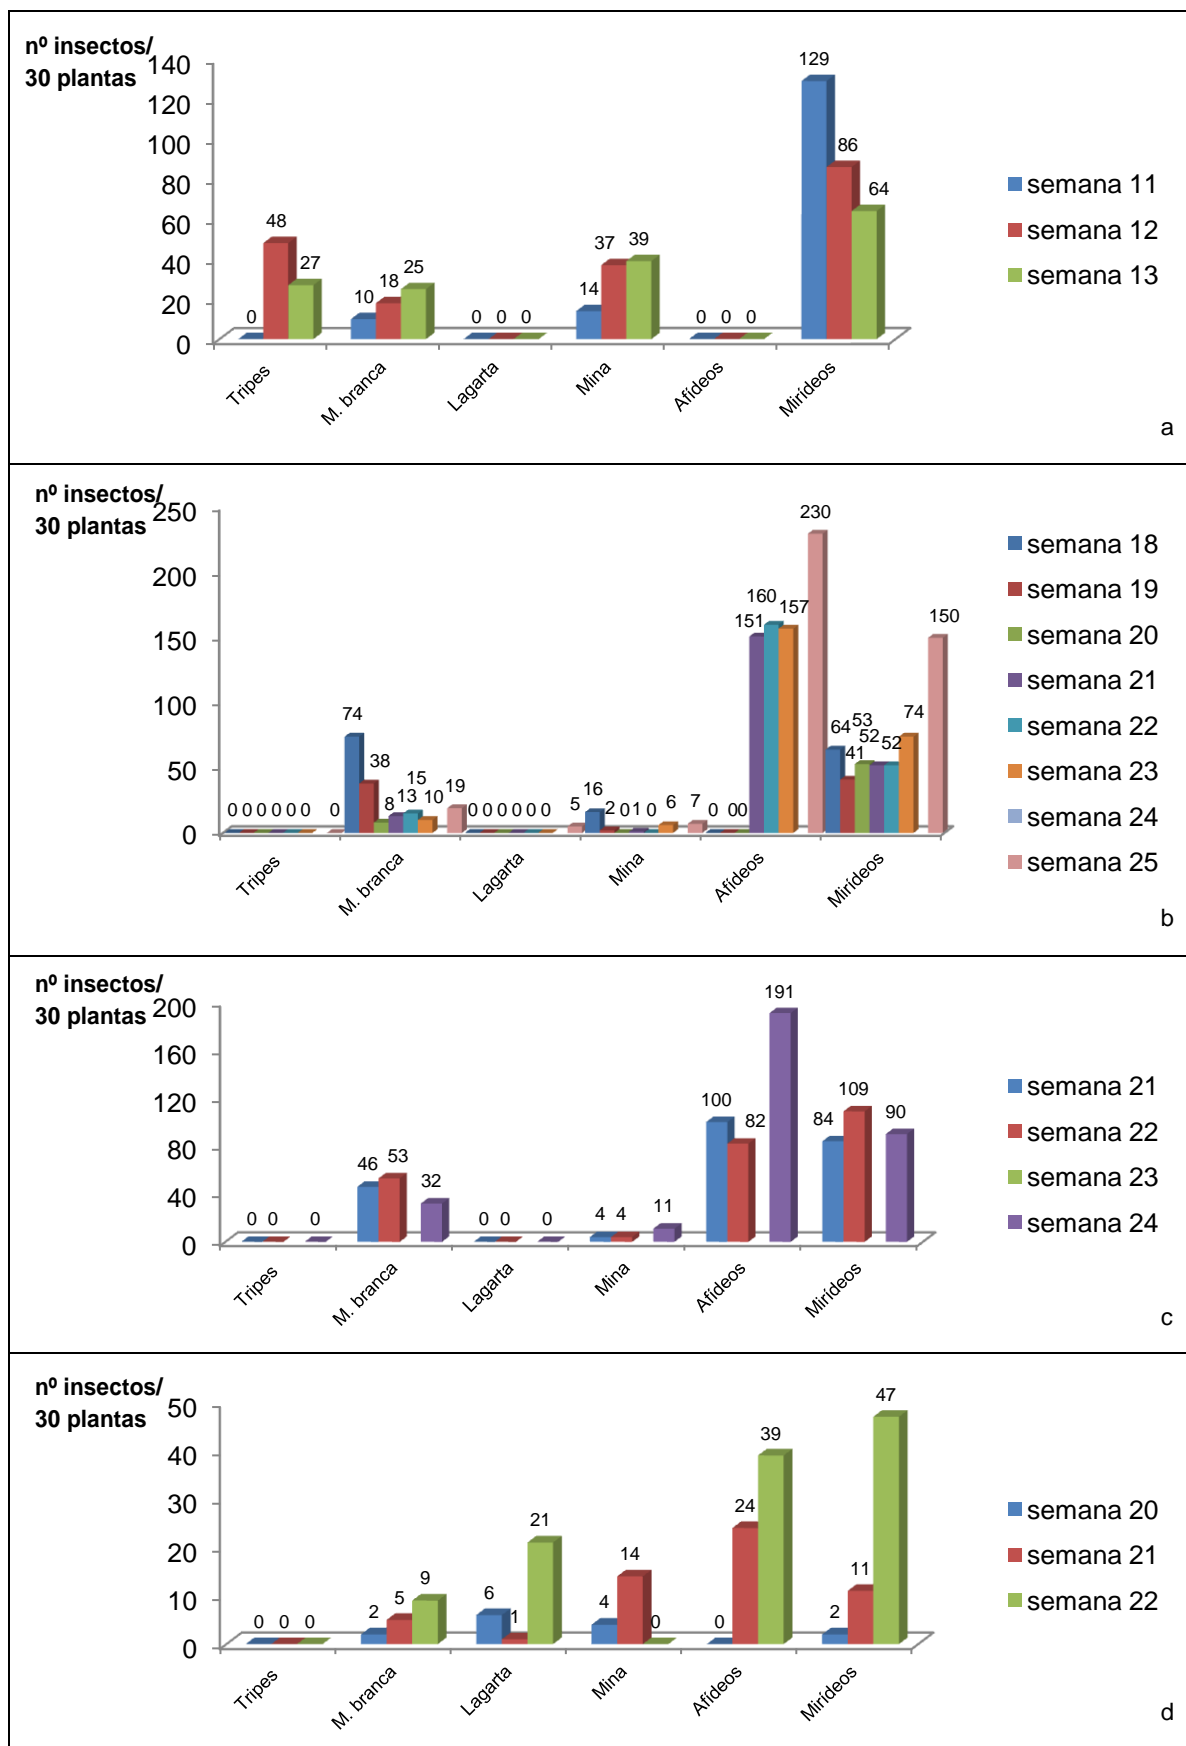 nº insectos/
30 plantas
140
120
100
80
60
40
20
0
0 48 27
10 18 25
0 0 0
14 37 39
0 0 0
129 86 64
Tripes
M. branca
Lagarta
Mina
Afídeos
Mirídeos
semana 11
semana 12
semana 13
a
nº insectos/
30 plantas
250
200
150
100
50
0
0 0 0 0 0 0 0
74 38 8 13 15 10 19
0 0 0 0 0 0 5
16 2 0 1 0 6 7
0 0 0 151 160 157 230
64 41 53 52 52 74 150
Tripes
M. branca
Lagarta
Mina
Afídeos
Mirídeos
semana 18
semana 19
semana 20
semana 21
semana 22
semana 23
semana 24
semana 25
b
nº insectos/
30 plantas
200
160
120
80
40
0
0 0 0
46 53 32
0 0 0
4 4 11
100 82 191
84 109 90
Tripes
M. branca
Lagarta
Mina
Afídeos
Mirídeos
semana 21
semana 22
semana 23
semana 24
c
nº insectos/
30 plantas
50
40
30
20
10
0
0 0 0
2 5 9
6 1 21
4 14 0
0 24 39
2 11 47
Tripes
M. branca
Lagarta
Mina
Afídeos
Mirídeos
semana 20
semana 21
semana 22
d